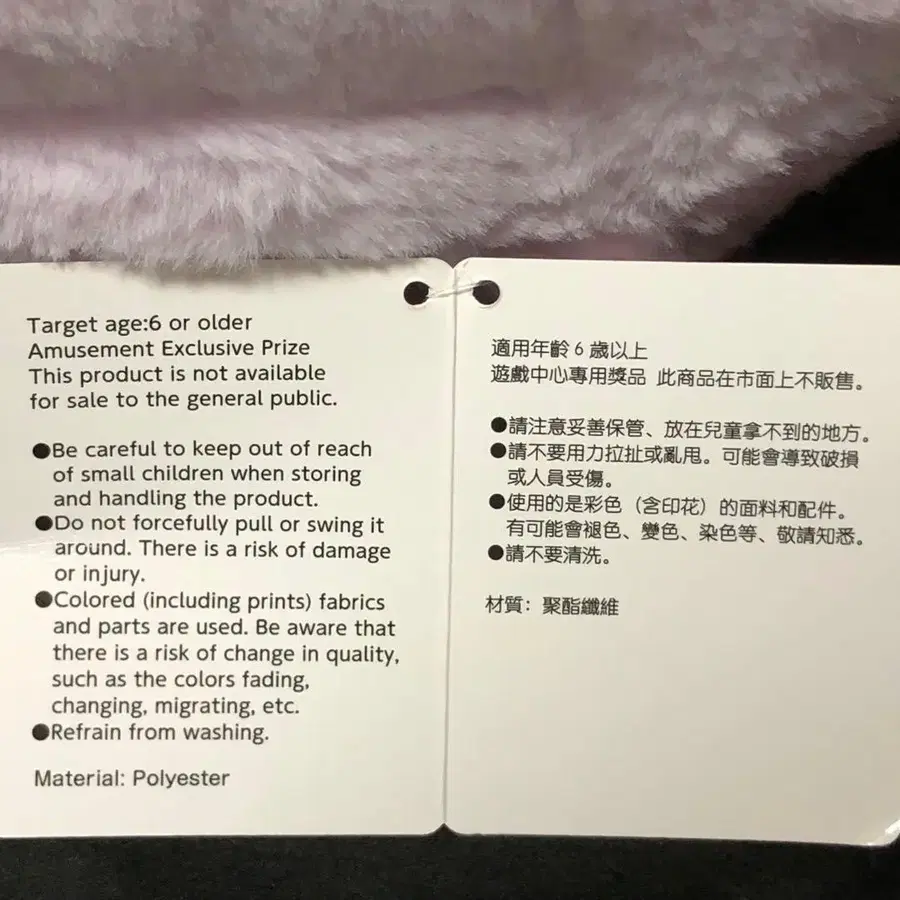 Target age:6 or older
Amusement Exclusive Prize
This product is not available
for sale to the general public.
●Be careful to keep out of reach
of small children when storing
and handling the product.
●Do not forcefully pull or swing it
around. There is a risk of damage
or injury.
●Colored (including prints) fabrics
and parts are used. Be aware that
there is a risk of change in quality,
such as the colors fading,
changing, migrating, etc.
●Refrain from washing.
Material: Polyester
適用年齡 6 歲以上
遊戲中心專用獎品 此商品在市面上不販售。
●請注意妥善保管、放在兒童拿不到的地方。
●請不要用力拉扯或亂甩。可能會導致破損
或人員受傷。
●使用的是彩色（含印花）的面料和配件。
有可能會褪色、變色、染色等、敬請知悉。
●請不要清洗。
材質：聚酯纖維